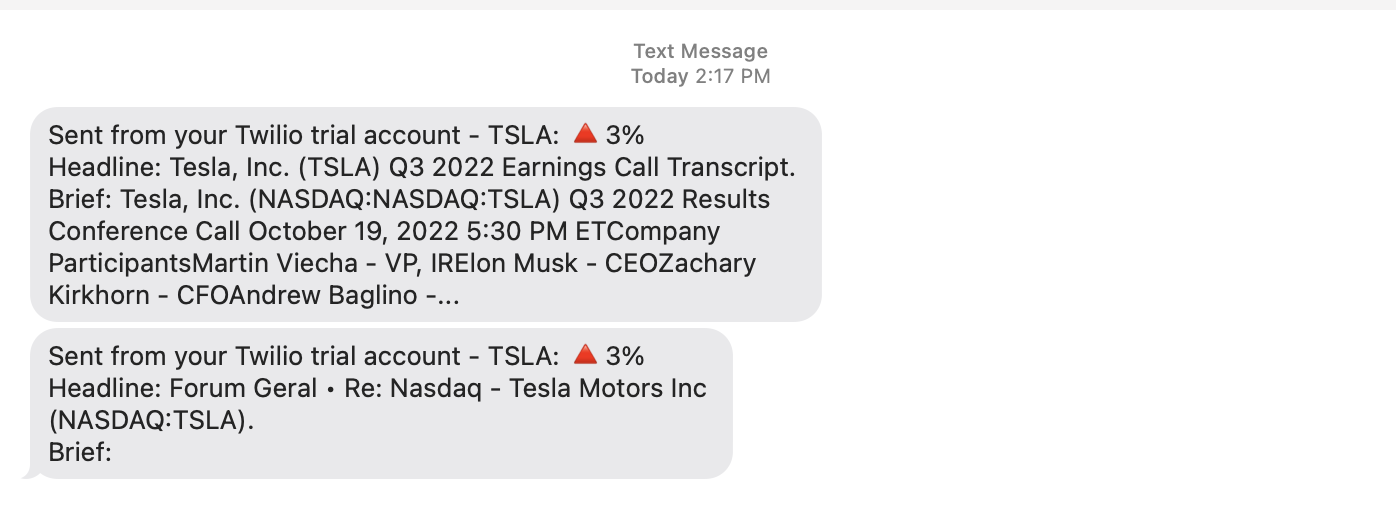 Text Message
Today 2:17 PM
Sent from your Twilio trial account - TSLA: 🔺 3%
Headline: Tesla, Inc. (TSLA) Q3 2022 Earnings Call Transcript.
Brief: Tesla, Inc. (NASDAQ:NASDAQ:TSLA) Q3 2022 Results
Conference Call October 19, 2022 5:30 PM ETCompany
ParticipantsMartin Viecha - VP, IRElon Musk - CEOZachary
Kirkhorn - CFOAndrew Baglino -...
Sent from your Twilio trial account - TSLA: 🔺 3%
Headline: Forum Geral • Re: Nasdaq - Tesla Motors Inc
(NASDAQ:TSLA).
Brief: